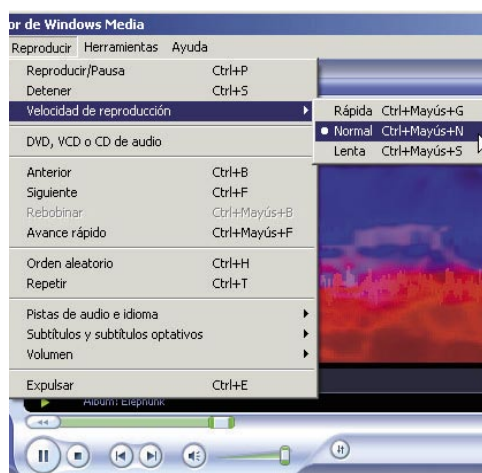 or de Windows Media
Reproducir Herramientas Ayuda
Reproducir/Pausa Ctrl+P
Detener Ctrl+S
Velocidad de reproducción
Rápida Ctrl+Mayús+G
Normal Ctrl+Mayús+N
Lenta Ctrl+Mayús+S
DVD, VCD o CD de audio
Anterior Ctrl+B
Siguiente Ctrl+F
Rebobinar Ctrl+Mayús+B
Avance rápido Ctrl+Mayús+F
Orden aleatorio Ctrl+H
Repetir Ctrl+T
Pistas de audio e idioma
Subtítulos y subtítulos optativos
Volumen
Expulsar Ctrl+E
Álbum: Elephunk